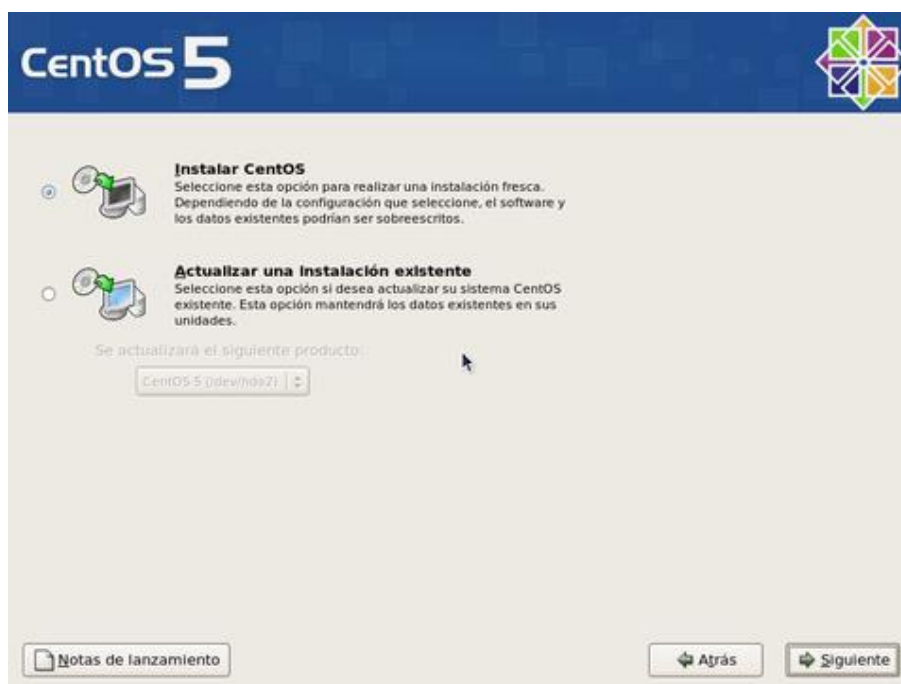 CentOS 5
Instalar CentOS
Seleccione esta opción para realizar una instalación fresca.
Dependiendo de la configuración que seleccione, el software y
los datos existentes podrían ser sobreescritos.
Actualizar una instalación existente
Seleccione esta opción si desea actualizar su sistema CentOS
existente. Esta opción mantendrá los datos existentes en sus
unidades.
Se actualizará el siguiente producto:
CentOS 5 (/dev/hda2)
Notas de lanzamiento
Atrás
Siguiente